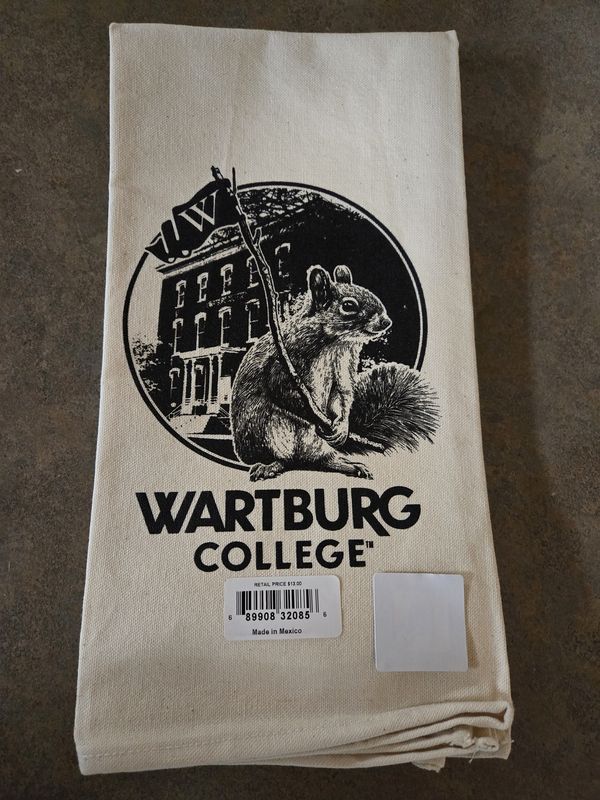 W
WARTBURG
COLLEGE™
RETAIL PRICE $13.00
6 89908 32085 6
Made in Mexico